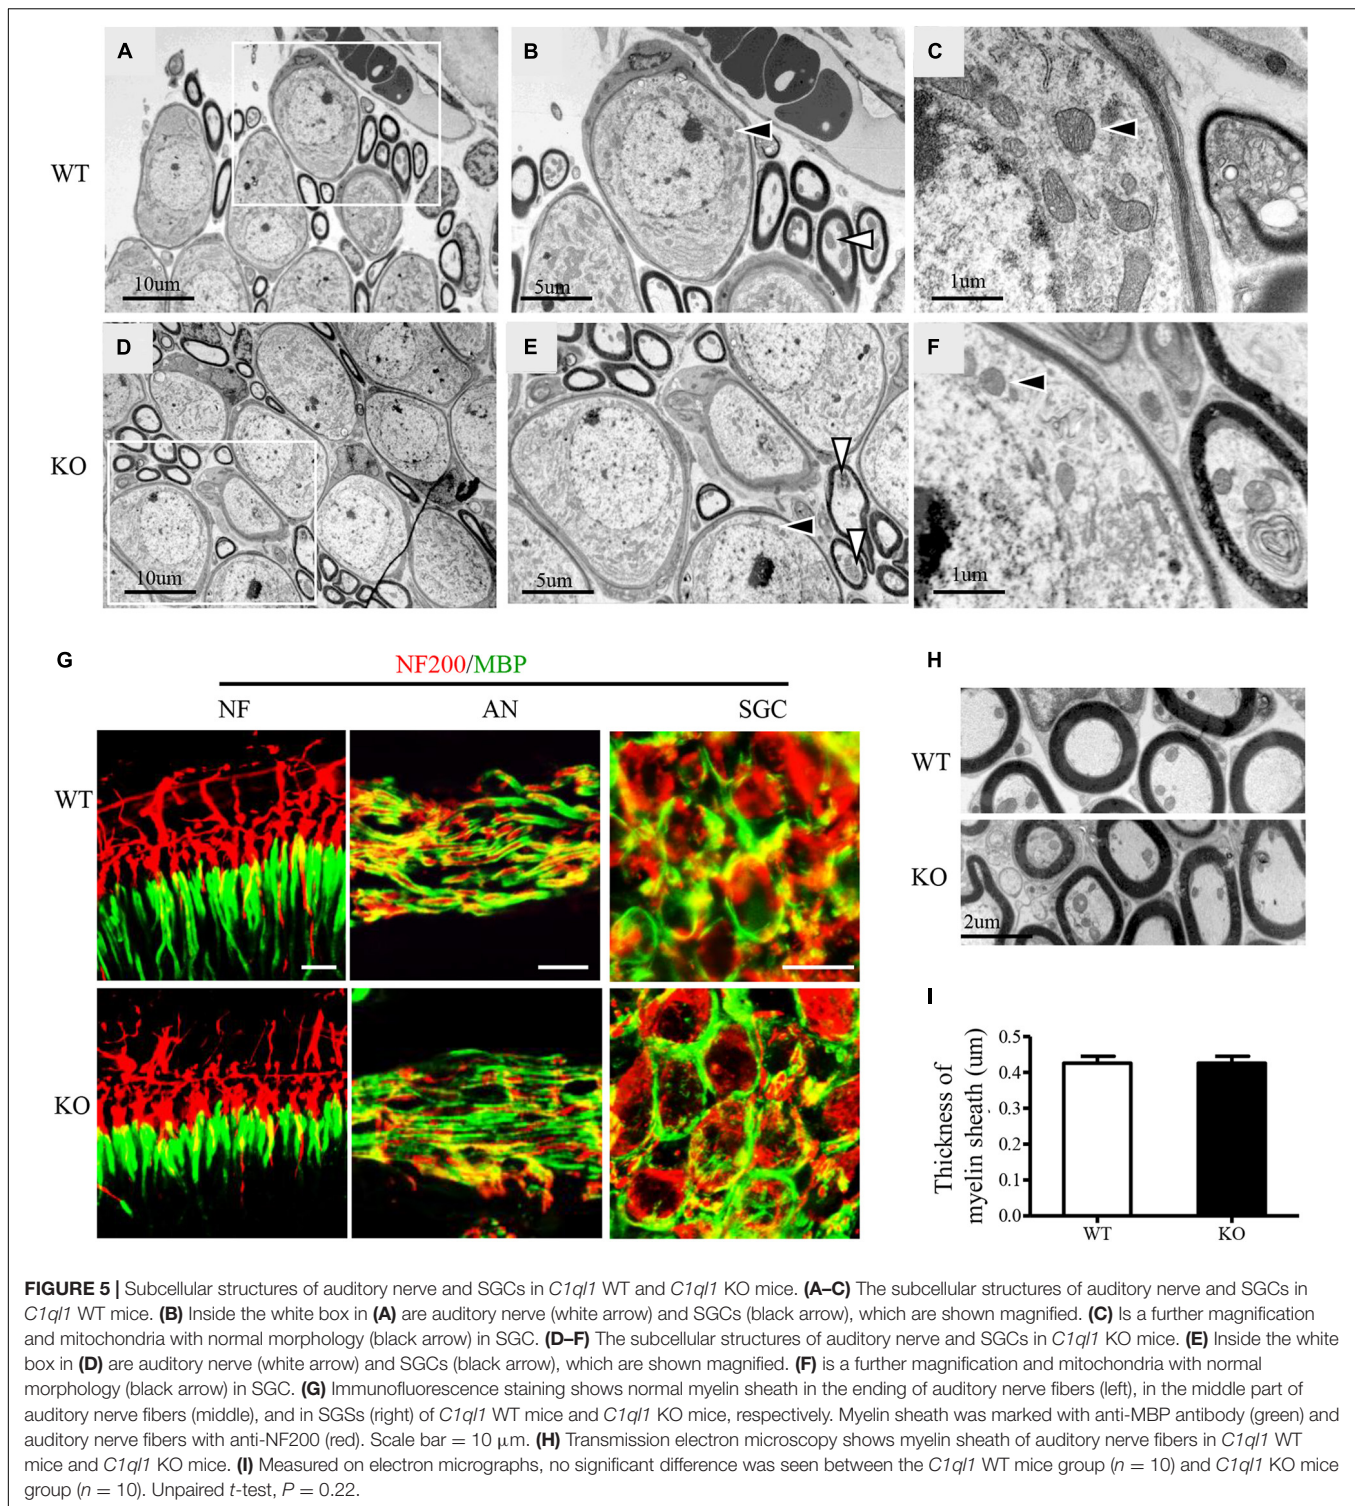 A
B
C
WT
10um
5um
1um
D
E
F
KO
10um
5um
1um
G
NF200/MBP
NF
AN
SGC
WT
KO
H
WT
KO
2um
I
Thickness of
myelin sheath (um)
0.5
0.4
0.3
0.2
0.1
0.0
WT
KO
FIGURE 5 | Subcellular structures of auditory nerve and SGCs in C1ql1 WT and C1ql1 KO mice. (A–C) The subcellular structures of auditory nerve and SGCs in
C1ql1 WT mice. (B) Inside the white box in (A) are auditory nerve (white arrow) and SGCs (black arrow), which are shown magnified. (C) Is a further magnification
and mitochondria with normal morphology (black arrow) in SGC. (D–F) The subcellular structures of auditory nerve and SGCs in C1ql1 KO mice. (E) Inside the white
box in (D) are auditory nerve (white arrow) and SGCs (black arrow), which are shown magnified. (F) is a further magnification and mitochondria with normal
morphology (black arrow) in SGC. (G) Immunofluorescence staining shows normal myelin sheath in the ending of auditory nerve fibers (left), in the middle part of
auditory nerve fibers (middle), and in SGSs (right) of C1ql1 WT mice and C1ql1 KO mice, respectively. Myelin sheath was marked with anti-MBP antibody (green) and
auditory nerve fibers with anti-NF200 (red). Scale bar = 10 μm. (H) Transmission electron microscopy shows myelin sheath of auditory nerve fibers in C1ql1 WT
mice and C1ql1 KO mice. (I) Measured on electron micrographs, no significant difference was seen between the C1ql1 WT mice group (n = 10) and C1ql1 KO mice
group (n = 10). Unpaired t-test, P = 0.22.